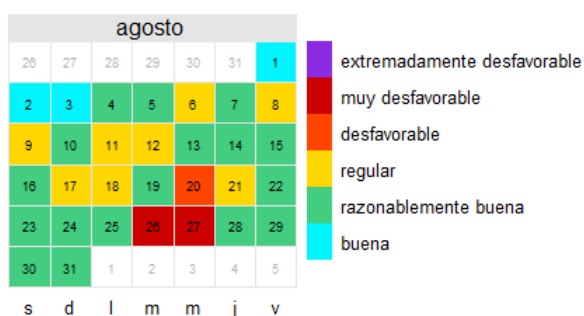 agosto
26 27 28 29 30 31 1
2 3 4 5 6 7 8
9 10 11 12 13 14 15
16 17 18 19 20 21 22
23 24 25 26 27 28 29
30 31 1 2 3 4 5
s d l m m j v
extremadamente desfavorable
muy desfavorable
desfavorable
regular
razonablemente buena
buena